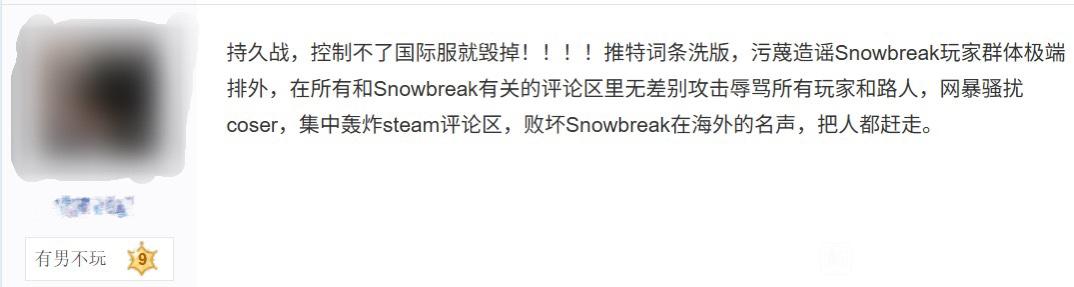 持久战，控制不了国际服就毁掉！！！！推特词条洗版，污蔑造谣Snowbreak玩家群体极端
排外，在所有和Snowbreak有关的评论区里无差别攻击辱骂所有玩家和路人，网暴骚扰
coser，集中轰炸steam评论区，败坏Snowbreak在海外的名声，把人都赶走。
有男不玩 9